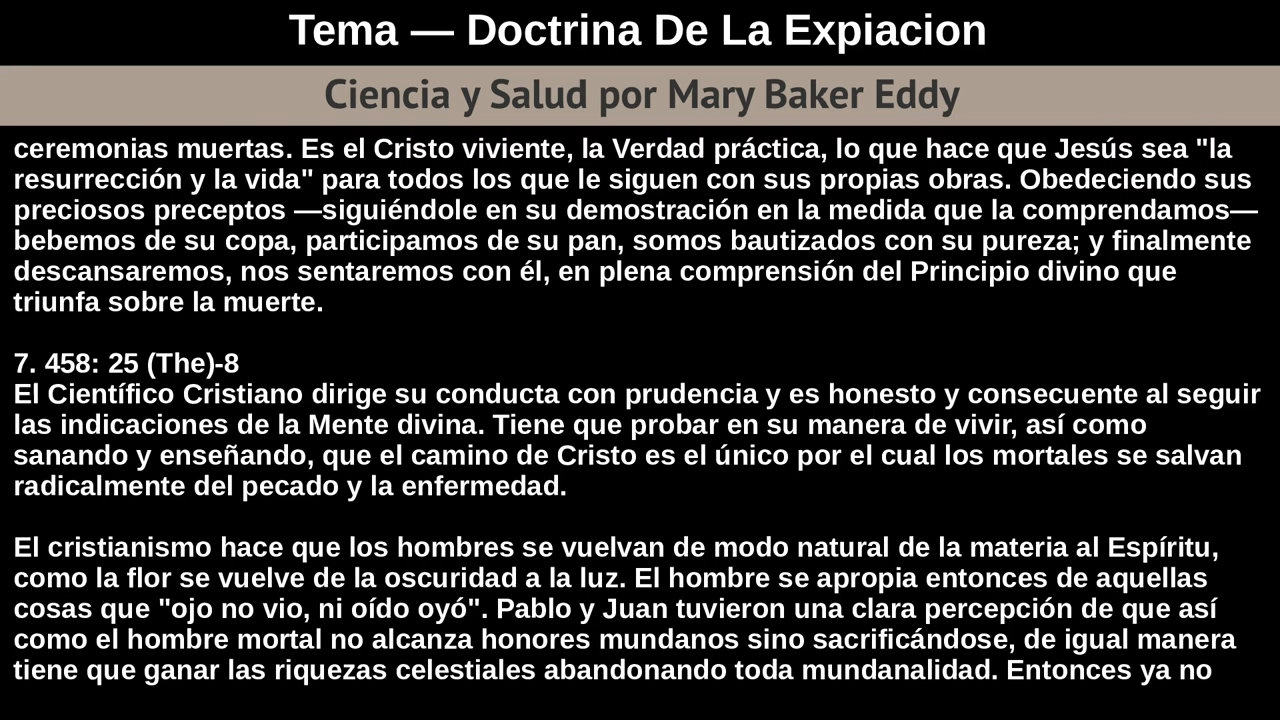 Tema — Doctrina De La Expiacion
Ciencia y Salud por Mary Baker Eddy
ceremonias muertas. Es el Cristo viviente, la Verdad práctica, lo que hace que Jesús sea "la
resurrección y la vida" para todos los que le siguen con sus propias obras. Obedeciendo sus
preciosos preceptos —siguiéndole en su demostración en la medida que la comprendamos—
bebemos de su copa, participamos de su pan, somos bautizados con su pureza; y finalmente
descansaremos, nos sentaremos con él, en plena comprensión del Principio divino que
triunfa sobre la muerte.
7. 458: 25 (The)-8
El Científico Cristiano dirige su conducta con prudencia y es honesto y consecuente al seguir
las indicaciones de la Mente divina. Tiene que probar en su manera de vivir, así como
sanando y enseñando, que el camino de Cristo es el único por el cual los mortales se salvan
radicalmente del pecado y la enfermedad.
El cristianismo hace que los hombres se vuelvan de modo natural de la materia al Espíritu,
como la flor se vuelve de la oscuridad a la luz. El hombre se apropia entonces de aquellas
cosas que "ojo no vio, ni oído oyó". Pablo y Juan tuvieron una clara percepción de que así
como el hombre mortal no alcanza honores mundanos sino sacrificándose, de igual manera
tiene que ganar las riquezas celestiales abandonando toda mundanalidad. Entonces ya no